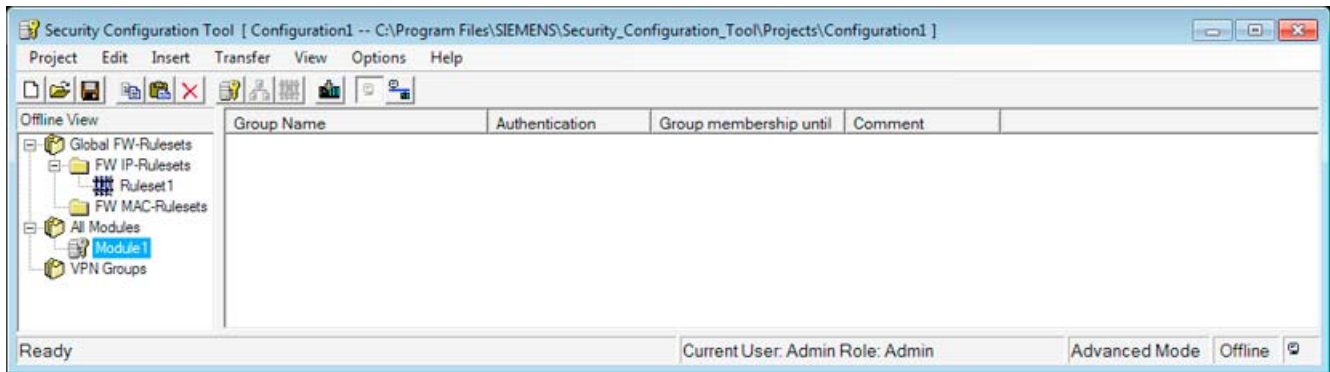 Security Configuration Tool [ Configuration1 -- C:\Program Files\SIEMENS\Security_Configuration_Tool\Projects\Configuration1 ]
Project Edit Insert Transfer View Options Help
Offline View
Group Name Authentication Group membership until Comment
Global FW-Rulesets
FW IP-Rulesets
Ruleset1
FW MAC-Rulesets
All Modules
Module1
VPN Groups
Ready Current User: Admin Role: Admin Advanced Mode Offline